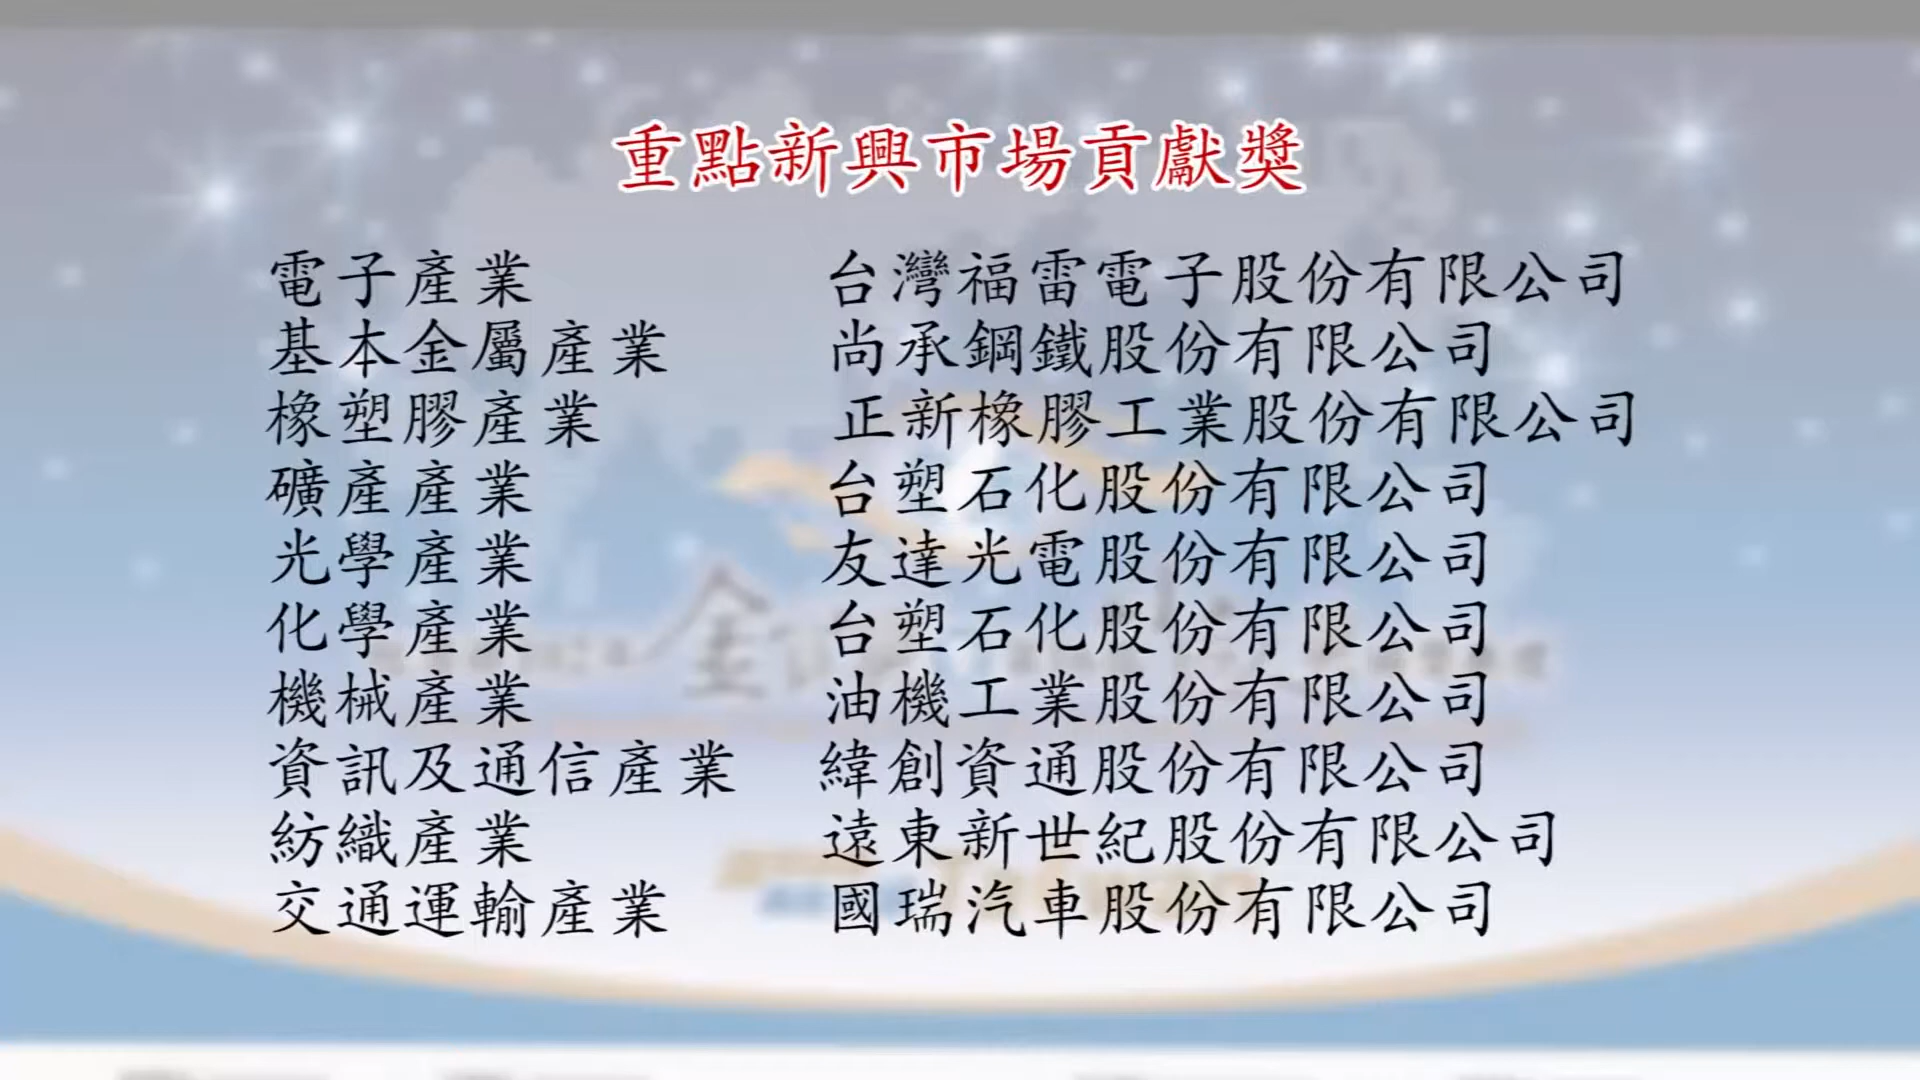 重點新興市場貢獻獎
電子產業 台灣福雷電子股份有限公司
基本金屬產業 尚承鋼鐵股份有限公司
橡塑膠產業 正新橡膠工業股份有限公司
礦產產業 台塑石化股份有限公司
光學產業 友達光電股份有限公司
化學產業 台塑石化股份有限公司
機械產業 油機工業股份有限公司
資訊及通信產業 緯創資通股份有限公司
紡織產業 遠東新世紀股份有限公司
交通運輸產業 國瑞汽車股份有限公司